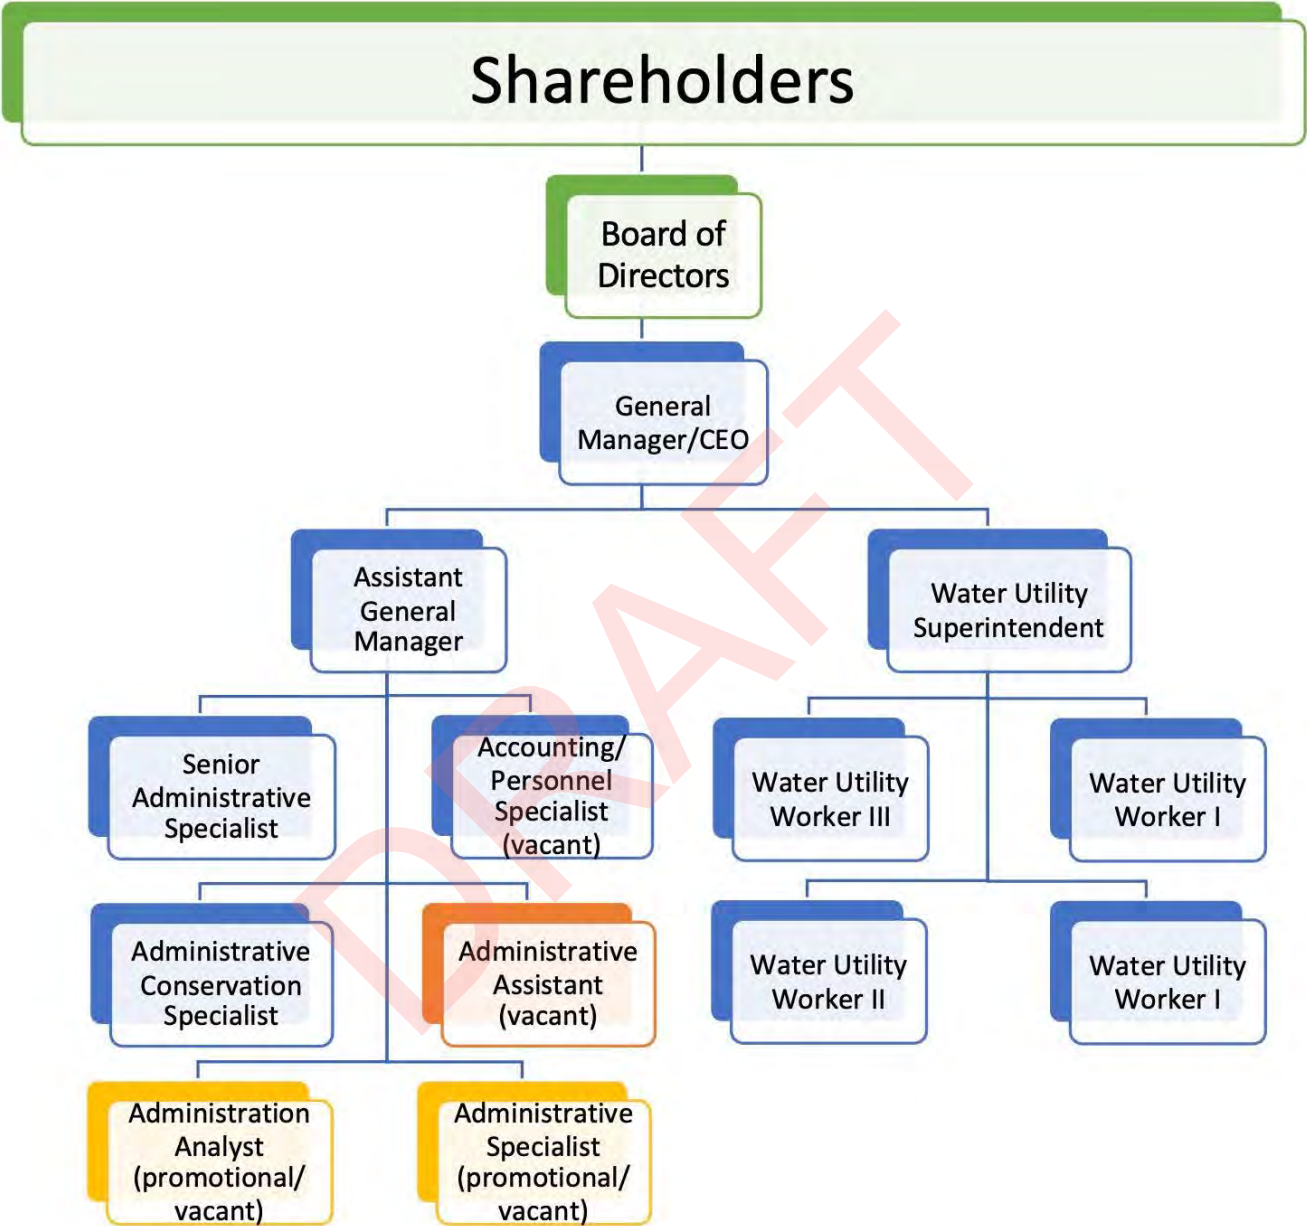 Shareholders
Board of
Directors
General
Manager/CEO
Assistant
General
Manager
Water Utility
Superintendent
Senior
Administrative
Specialist
Accounting/
Personnel
Specialist
(vacant)
Water Utility
Worker III
Water Utility
Worker I
Administrative
Conservation
Specialist
Administrative
Assistant
(vacant)
Water Utility
Worker II
Water Utility
Worker I
Administration
Analyst
(promotional/
vacant)
Administrative
Specialist
(promotional/
vacant)
DRAFT